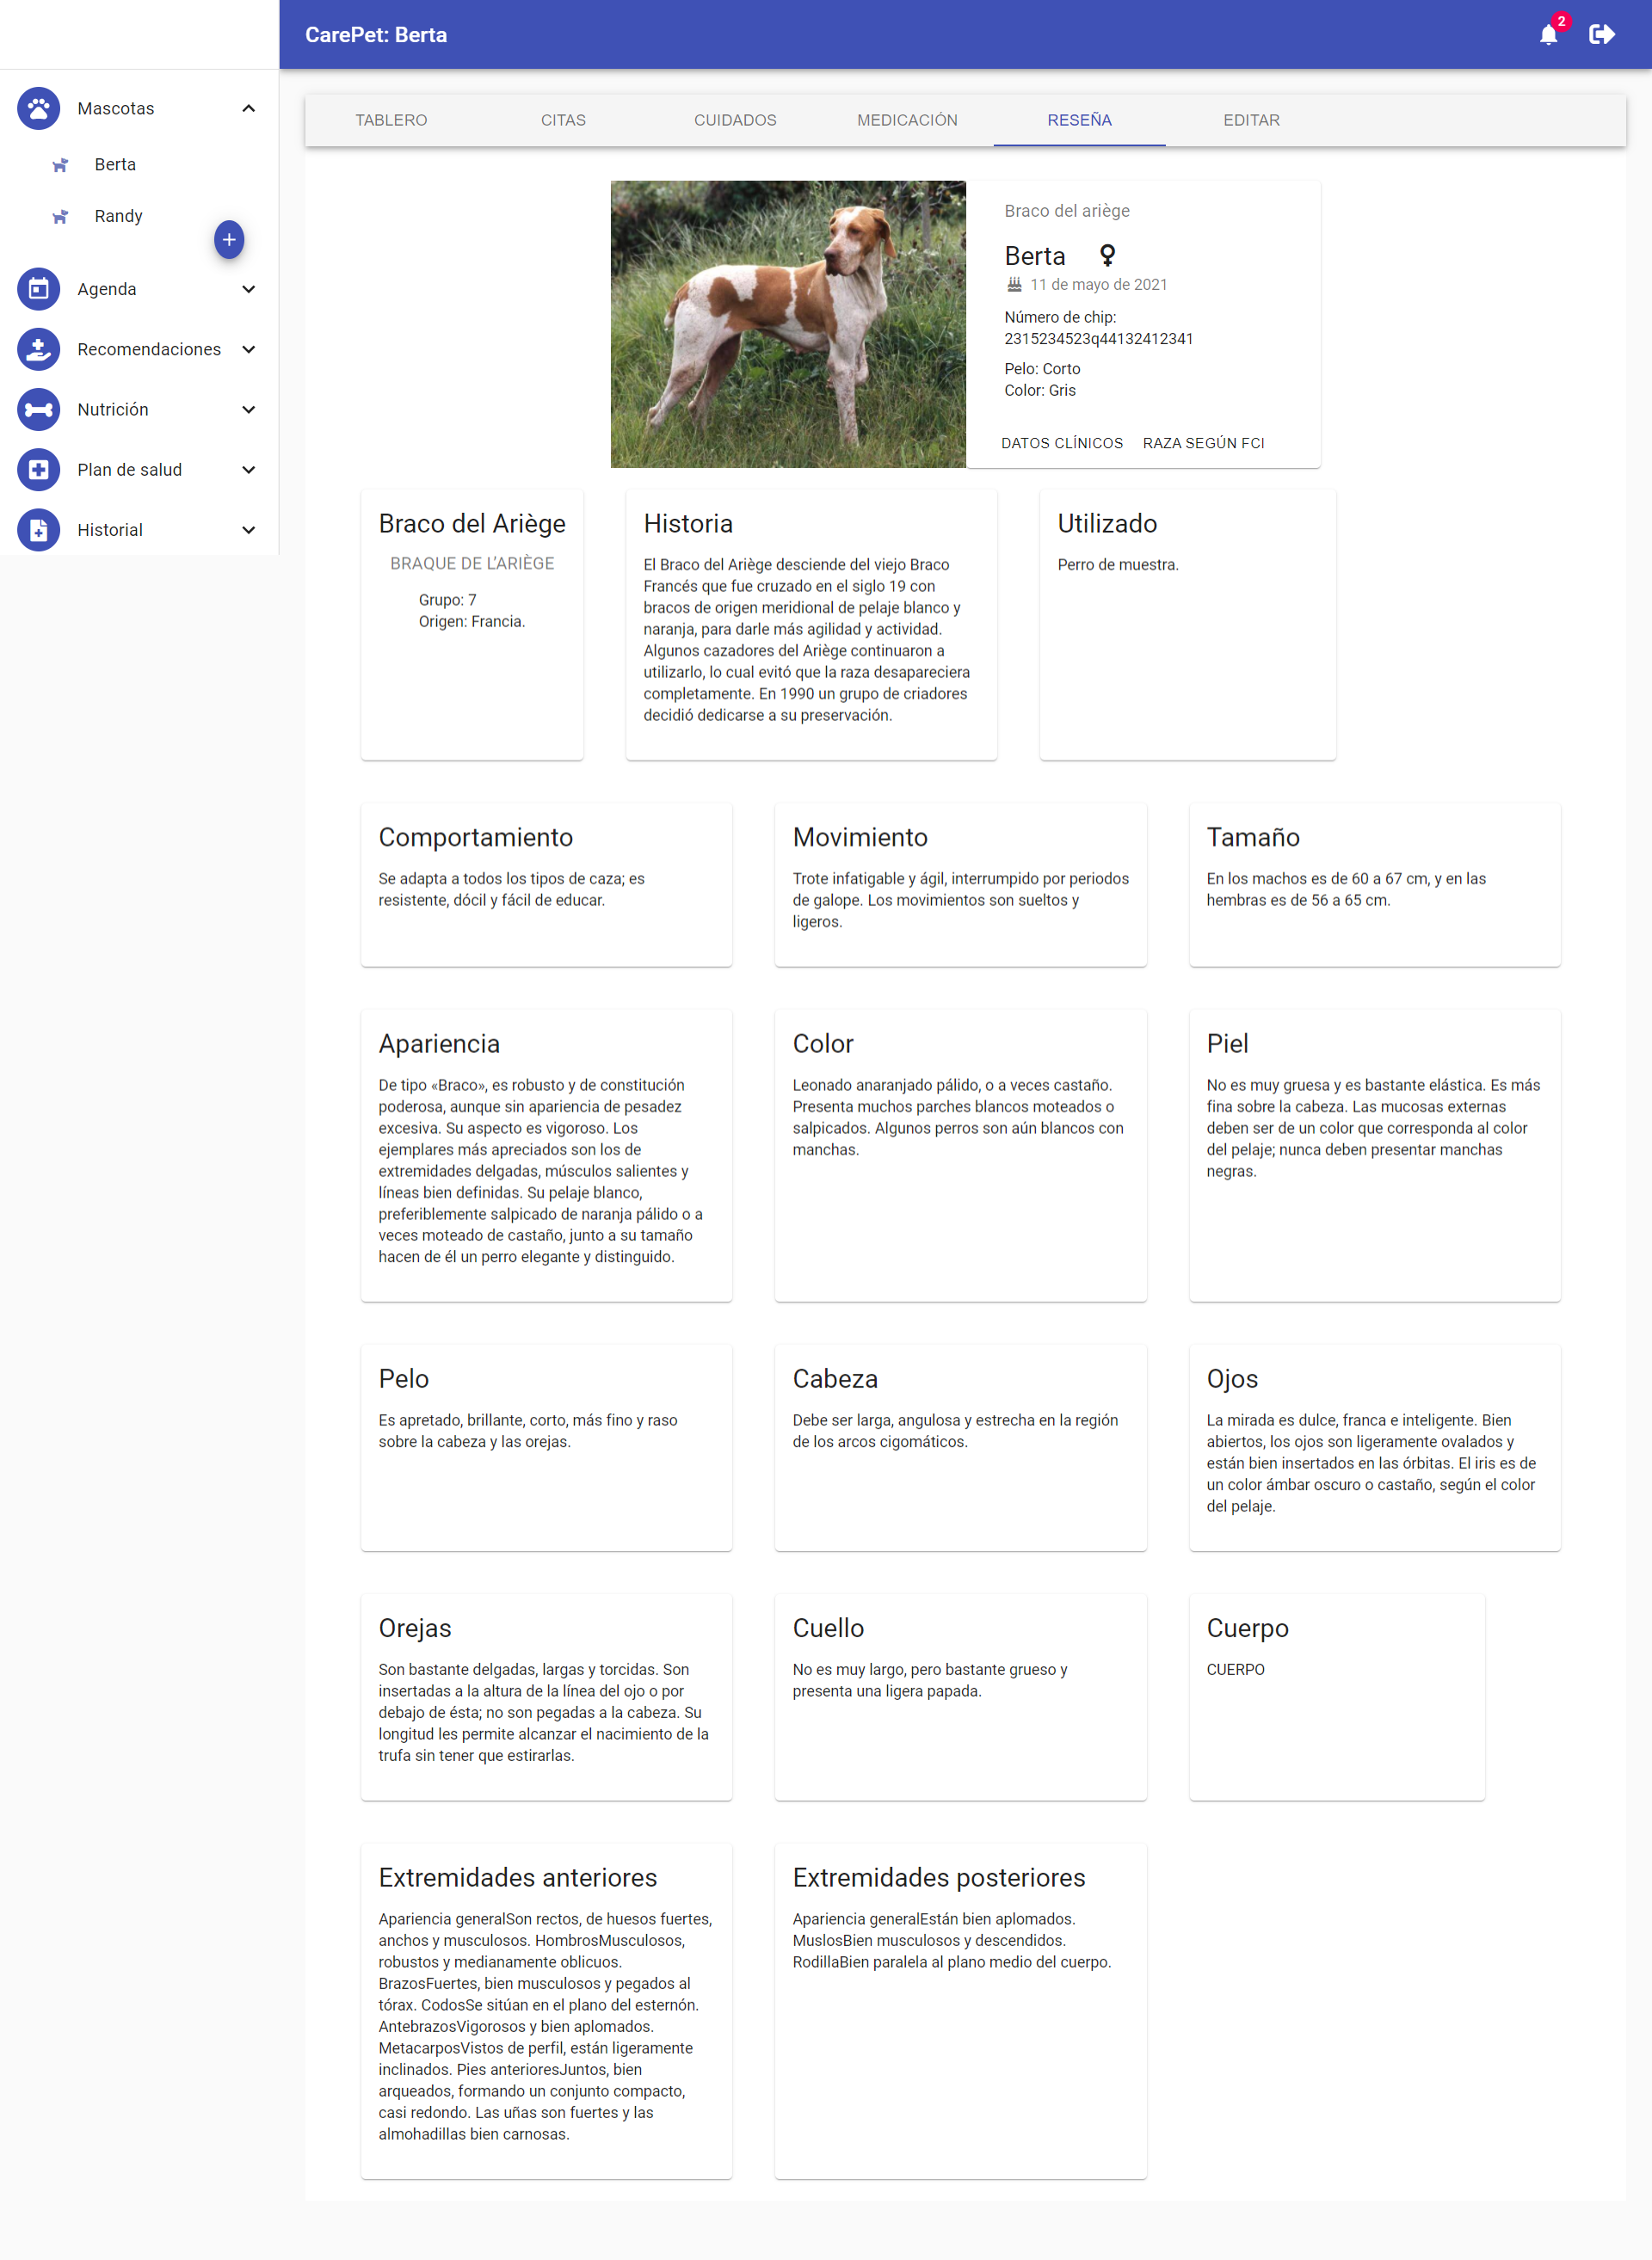 CarePet: Berta
2
Mascotas
Berta
Randy
Agenda
Recomendaciones
Nutrición
Plan de salud
Historial
TABLERO CITAS CUIDADOS MEDICACIÓN RESEÑA EDITAR
Braco del ariège
Berta
11 de mayo de 2021
Número de chip:
2315234523q44132412341
Pelo: Corto
Color: Gris
DATOS CLÍNICOS RAZA SEGÚN FCI
Braco del Ariège
BRAQUE DE L'ARIÈGE
Grupo: 7
Origen: Francia.
Historia
El Braco del Ariège desciende del viejo Braco
Francés que fue cruzado en el siglo 19 con
bracos de origen meridional de pelaje blanco y
naranja, para darle más agilidad y actividad.
Algunos cazadores del Ariège continuaron a
utilizarlo, lo cual evitó que la raza desapareciera
completamente. En 1990 un grupo de criadores
decidió dedicarse a su preservación.
Utilizado
Perro de muestra.
Comportamiento
Se adapta a todos los tipos de caza; es
resistente, dócil y fácil de educar.
Movimiento
Trote infatigable y ágil, interrumpido por periodos
de galope. Los movimientos son sueltos y
ligeros.
Tamaño
En los machos es de 60 a 67 cm, y en las
hembras es de 56 a 65 cm.
Apariencia
De tipo «Braco», es robusto y de constitución
poderosa, aunque sin apariencia de pesadez
excesiva. Su aspecto es vigoroso. Los
ejemplares más apreciados son los de
extremidades delgadas, músculos salientes y
líneas bien definidas. Su pelaje blanco,
preferiblemente salpicado de naranja pálido o a
veces moteado de castaño, junto a su tamaño
hacen de él un perro elegante y distinguido.
Color
Leonado anaranjado pálido, o a veces castaño.
Presenta muchos parches blancos moteados o
salpicados. Algunos perros son aún blancos con
manchas.
Piel
No es muy gruesa y es bastante elástica. Es más
fina sobre la cabeza. Las mucosas externas
deben ser de un color que corresponda al color
del pelaje; nunca deben presentar manchas
negras.
Pelo
Es apretado, brillante, corto, más fino y raso
sobre la cabeza y las orejas.
Cabeza
Debe ser larga, angulosa y estrecha en la región
de los arcos cigomáticos.
Ojos
La mirada es dulce, franca e inteligente. Bien
abiertos, los ojos son ligeramente ovalados y
están bien insertados en las órbitas. El iris es de
un color ámbar oscuro o castaño, según el color
del pelaje.
Orejas
Son bastante delgadas, largas y torcidas. Son
insertadas a la altura de la línea del ojo o por
debajo de ésta; no son pegadas a la cabeza. Su
longitud les permite alcanzar el nacimiento de la
trufa sin tener que estirarlas.
Cuello
No es muy largo, pero bastante grueso y
presenta una ligera papada.
Cuerpo
CUERPO
Extremidades anteriores
Apariencia generalSon rectos, de huesos fuertes,
anchos y musculosos. HombrosMusculosos,
robustos y medianamente oblicuos.
BrazosFuertes, bien musculosos y pegados al
tórax. CodosSe sitúan en el plano del esternón.
AntebrazosVigorosos y bien aplomados.
MetacarposVistos de perfil, están ligeramente
inclinados. Pies anterioresJuntos, bien
arqueados, formando un conjunto compacto,
casi redondo. Las uñas son fuertes y las
almohadillas bien carnosas.
Extremidades posteriores
Apariencia generalEstán bien aplomados.
MuslosBien musculosos y descendidos.
RodillaBien paralela al plano medio del cuerpo.